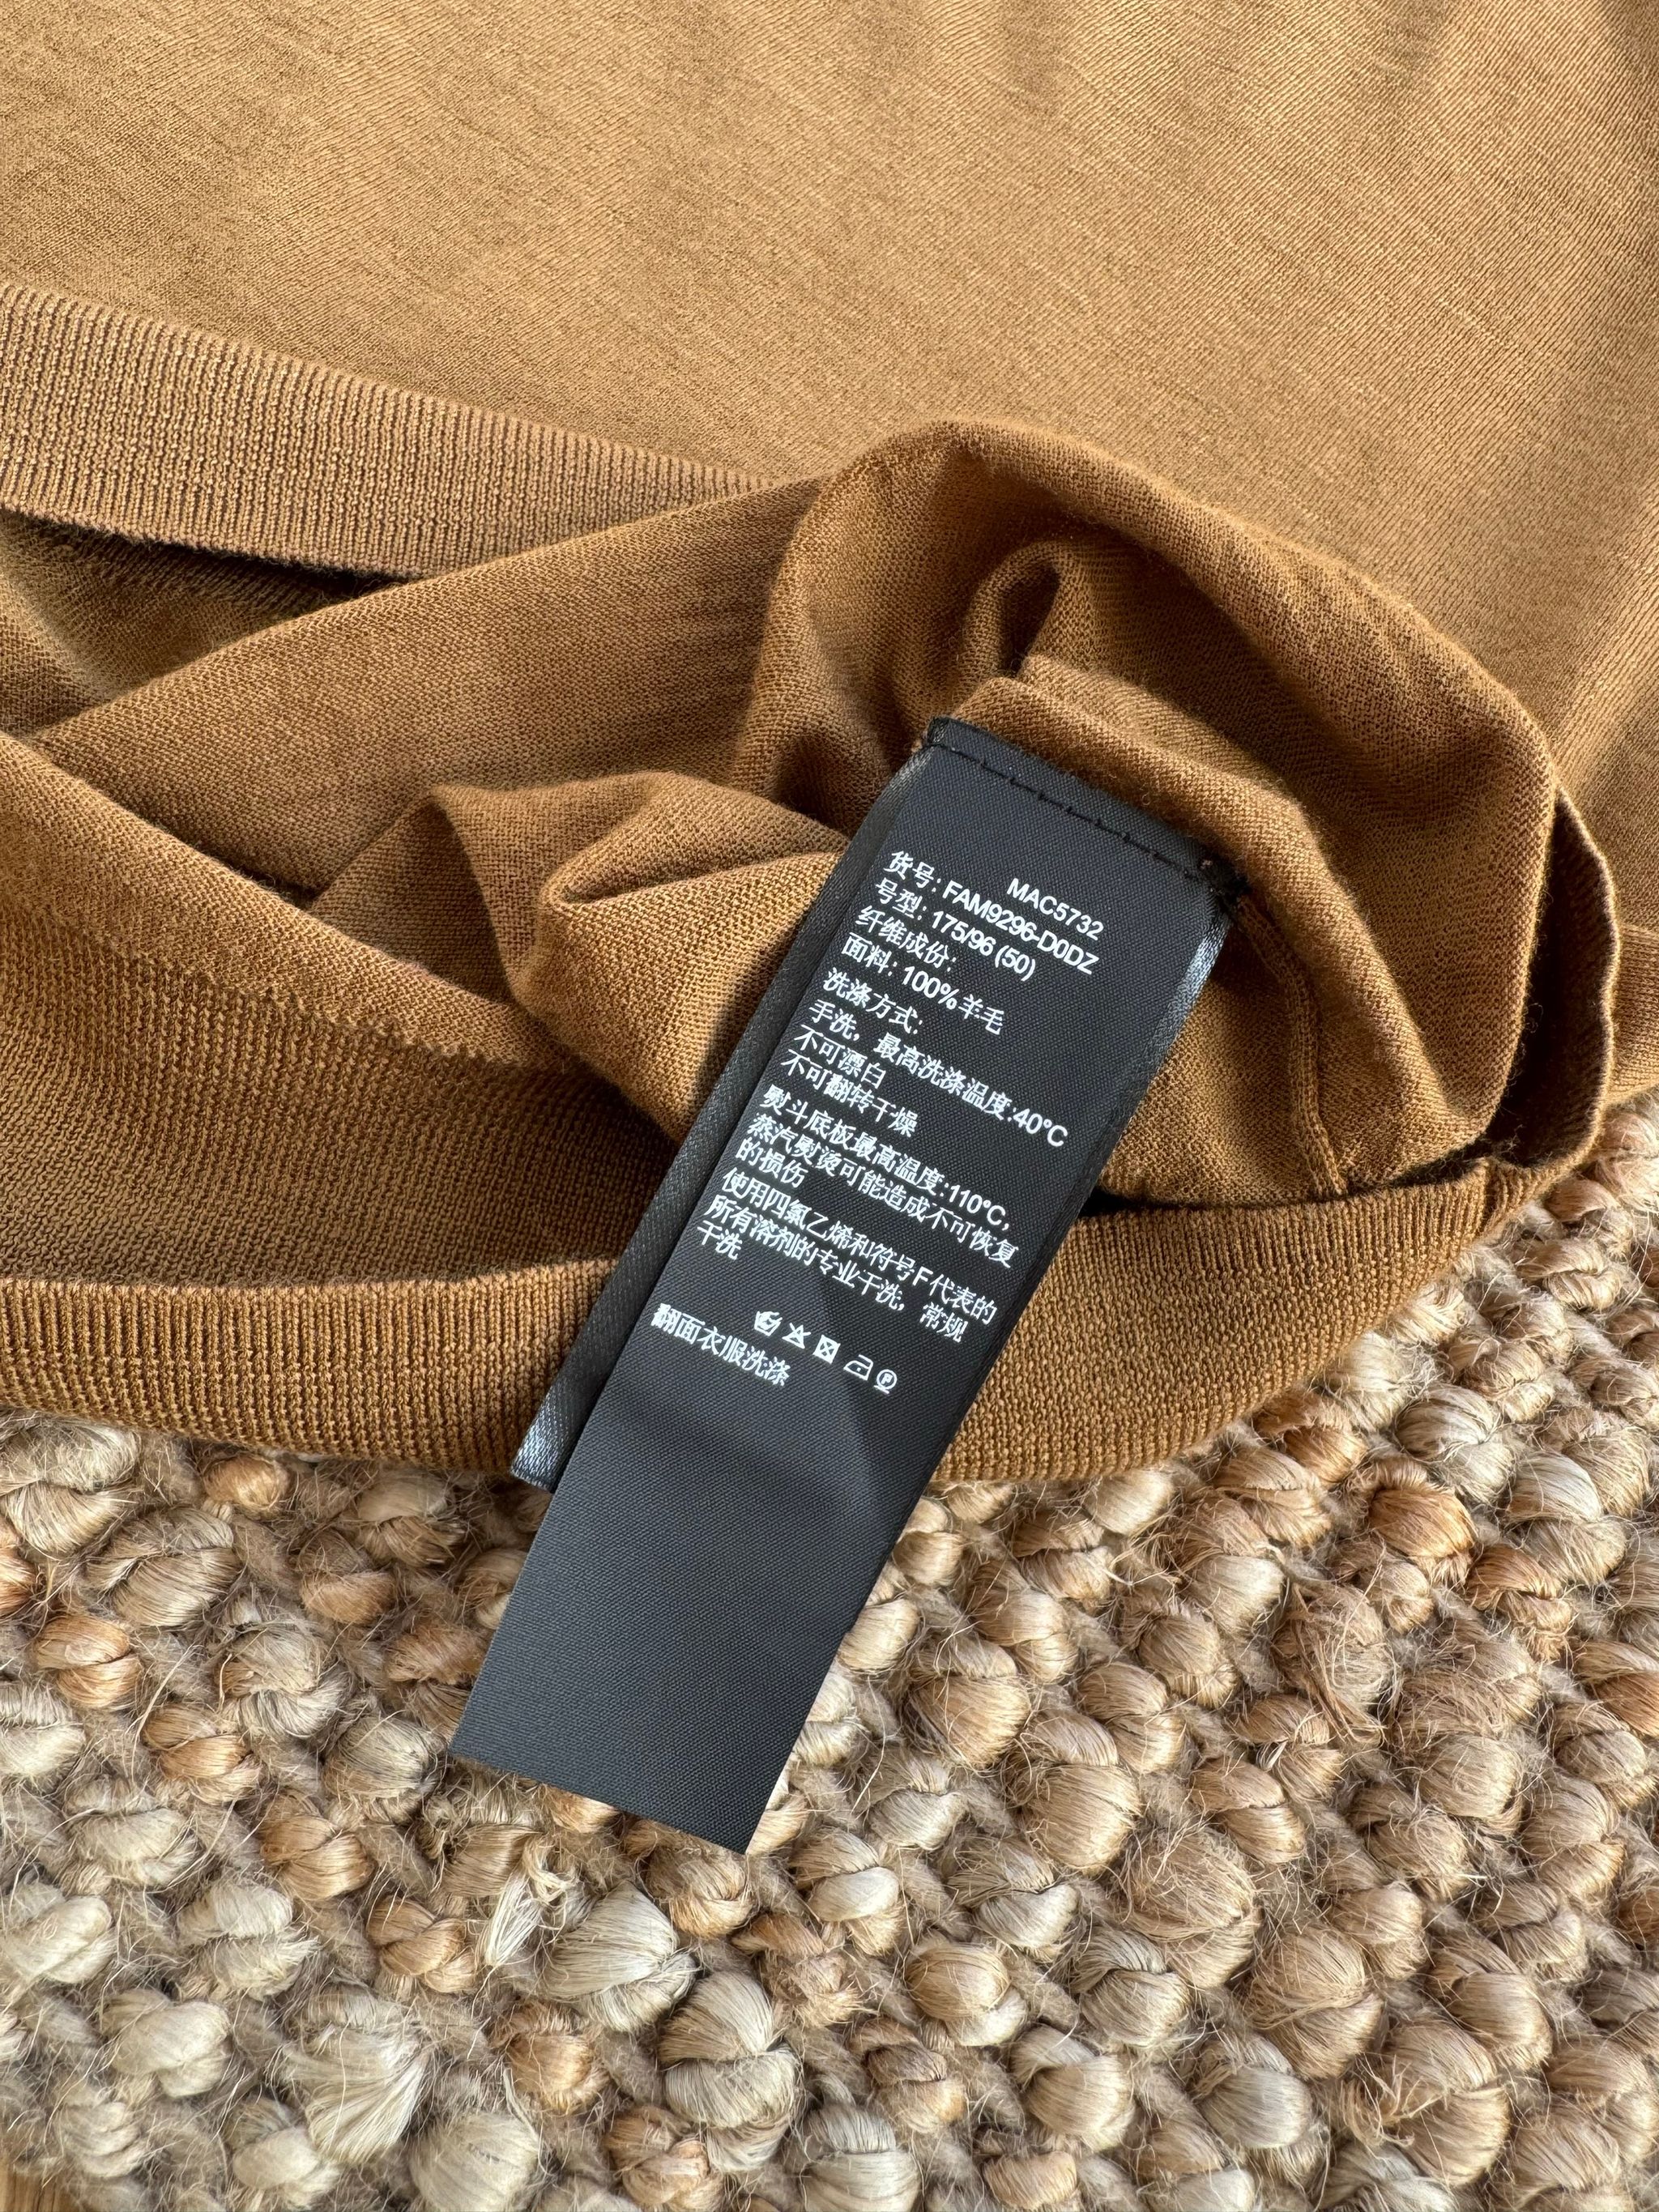 MAC5732
货号: FAM9296-D0DZ
号型: 175/96 (50)
纤维成份:
面料: 100%羊毛
洗涤方式:
手洗，最高洗涤温度:40°C
不可漂白
不可翻转干燥
熨斗底板最高温度:110°C,
蒸汽熨烫可能造成不可恢复
的损伤
使用四氯乙烯和符号F代表的
所有溶剂的专业干洗，常规
干洗
P
翻面衣服洗涤